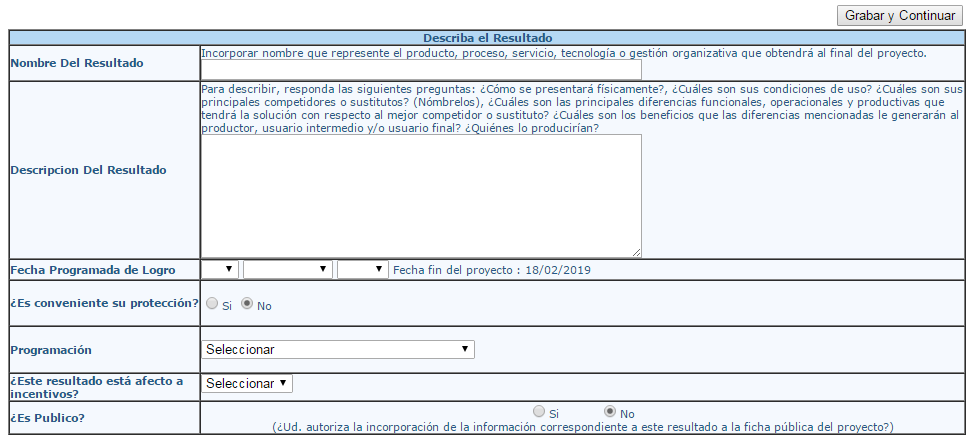 Grabar y Continuar
Describa el Resultado
Nombre Del Resultado
Incorporar nombre que represente el producto, proceso, servicio, tecnología o gestión organizativa que obtendrá al final del proyecto.
Descripcion Del Resultado
Para describir, responda las siguientes preguntas: ¿Cómo se presentará físicamente?, ¿Cuáles son sus condiciones de uso? ¿Cuáles son sus
principales competidores o sustitutos? (Nómbrelos), ¿Cuáles son las principales diferencias funcionales, operacionales y productivas que
tendrá la solución con respecto al mejor competidor o sustituto? ¿Cuáles son los beneficios que las diferencias mencionadas le generarán al
productor, usuario intermedio y/o usuario final? ¿Quiénes lo producirían?
Fecha Programada de Logro
Fecha fin del proyecto : 18/02/2019
¿Es conveniente su protección?
Si No
Programación
Seleccionar
¿Este resultado está afecto a
incentivos?
Seleccionar
¿Es Publico?
Si No
(¿Ud. autoriza la incorporación de la información correspondiente a este resultado a la ficha pública del proyecto?)